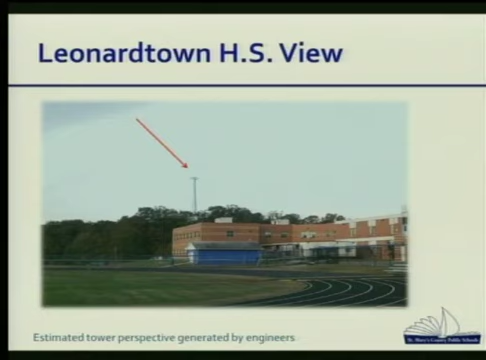 Leonardtown H.S. View
Estimated tower perspective generated by engineers
St. Mary's County Public Schools